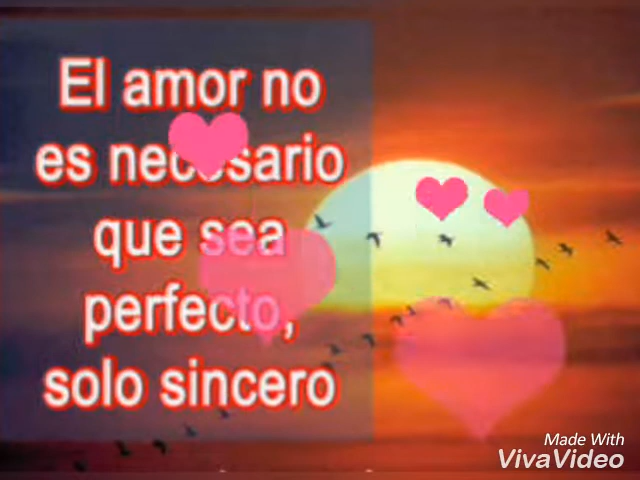 El amor no
es necesario
que sea
perfecto,
solo sincero
Made With
VivaVideo